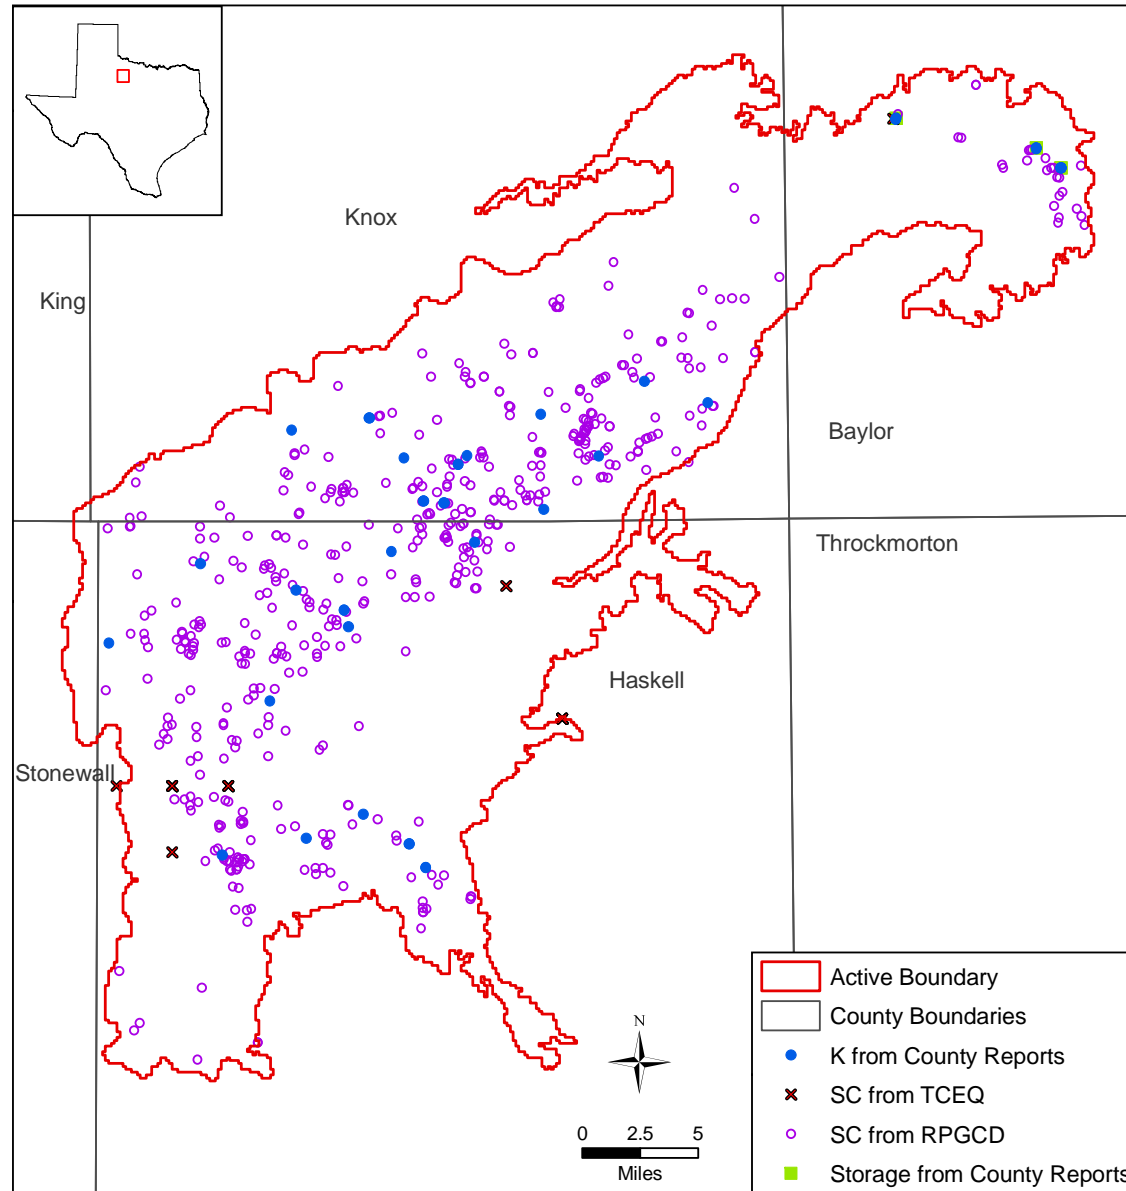 Knox
King
Baylor
Throckmorton
Haskell
Stonewall
Active Boundary
County Boundaries
K from County Reports
SC from TCEQ
SC from RPGCD
Storage from County Reports
N
0 2.5 5
Miles